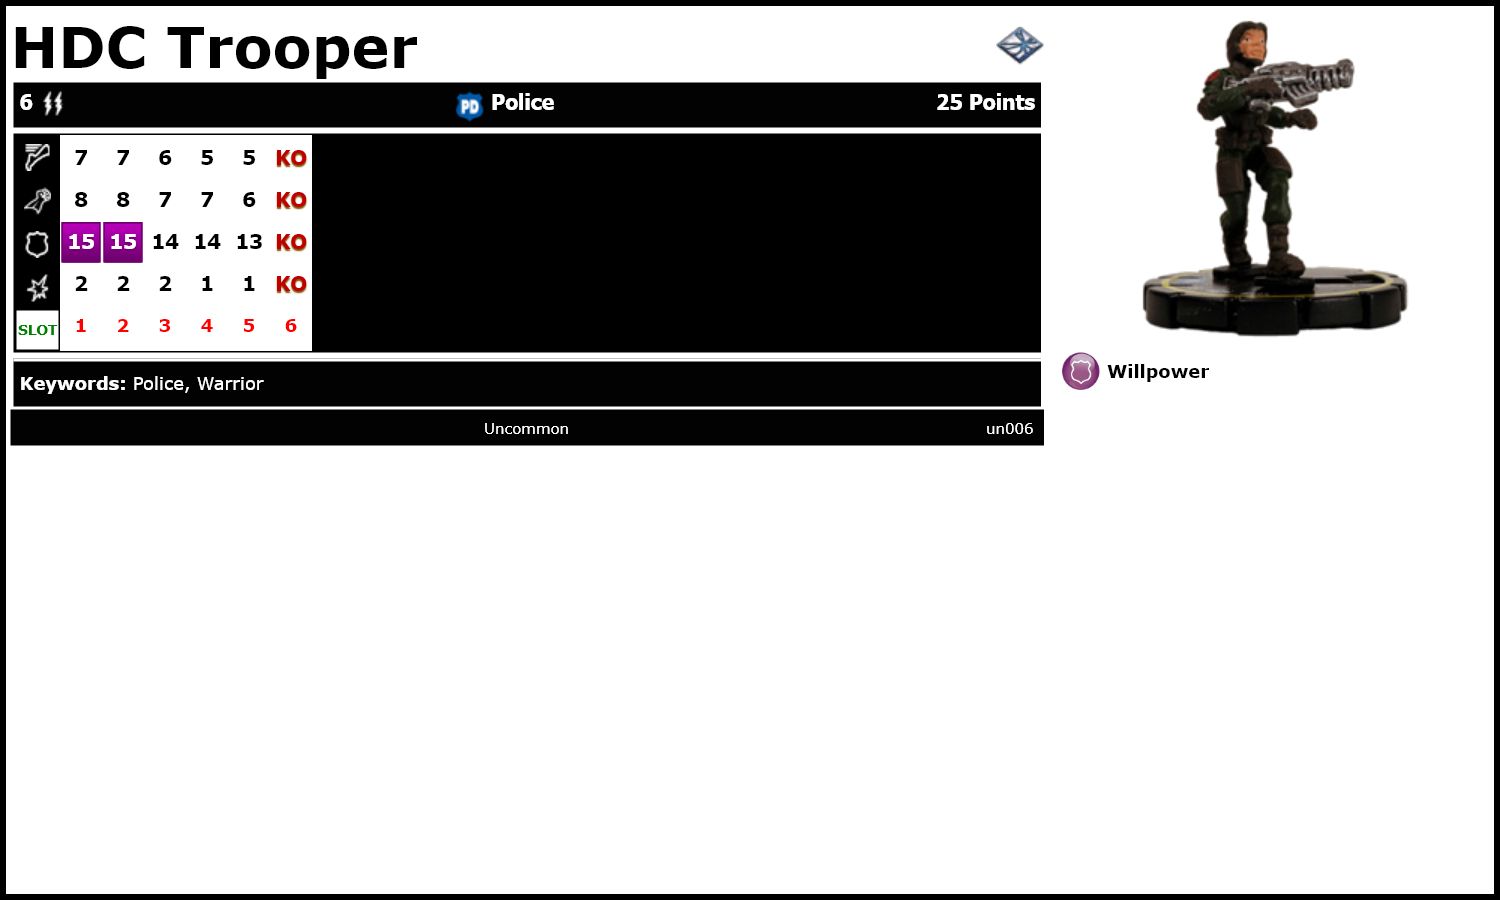 HDC Trooper
6 PD Police 25 Points
7 7 6 5 5 KO
8 8 7 7 6 KO
15 15 14 14 13 KO
2 2 2 1 1 KO
SLOT 1 2 3 4 5 6
Keywords: Police, Warrior
Willpower
Uncommon un006